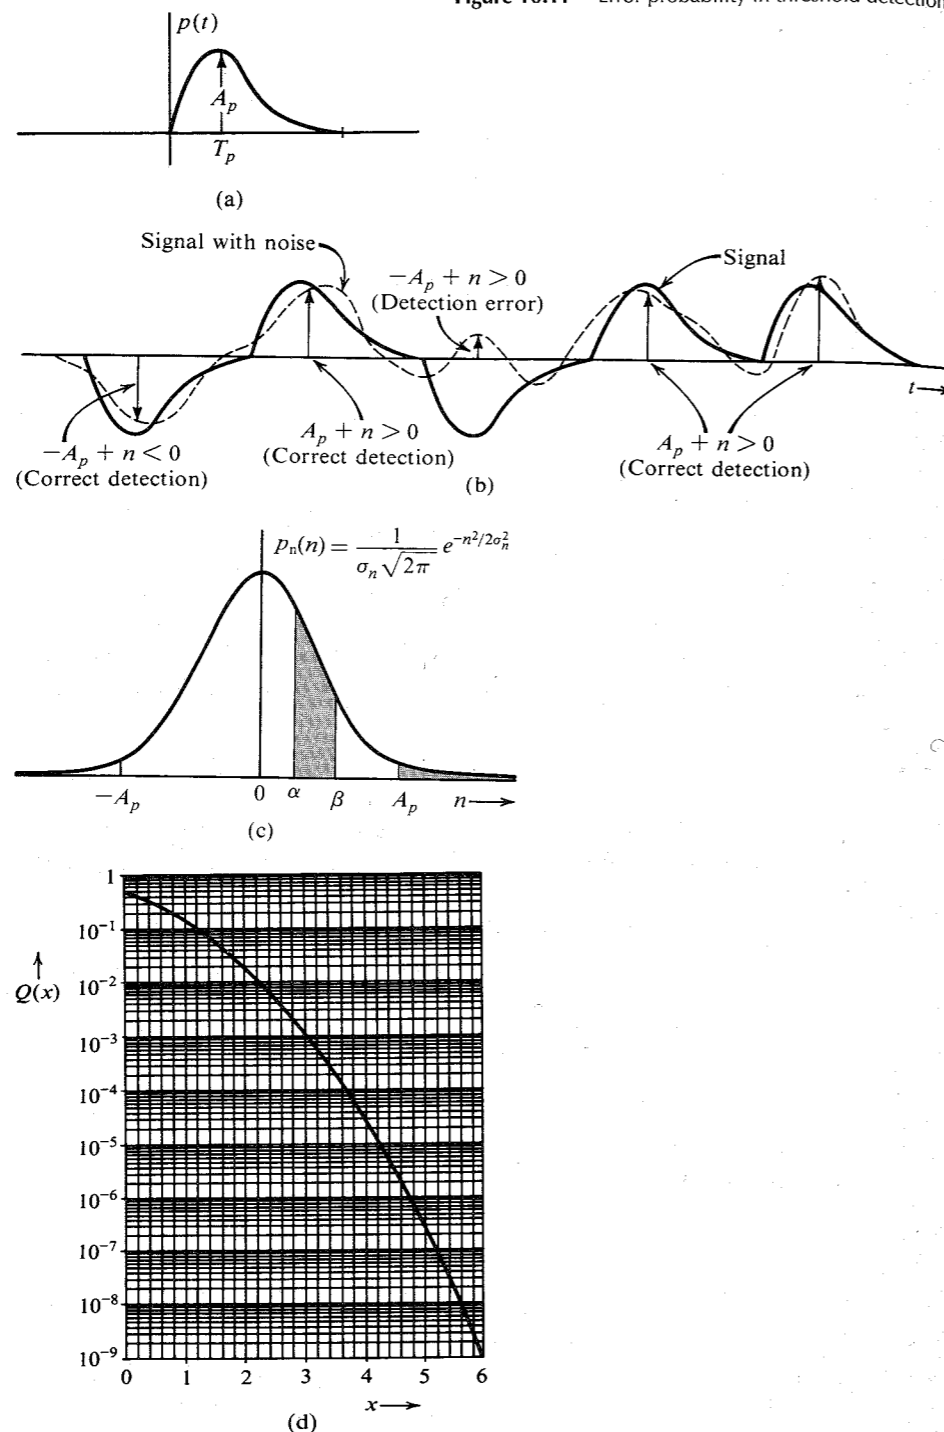 Figure 10.11 Error probability in threshold detection
p(t)
A_p
T_p
(a)
Signal with noise
−A_p + n > 0
(Detection error)
Signal
t
−A_p + n < 0
(Correct detection)
A_p + n > 0
(Correct detection)
A_p + n > 0
(Correct detection)
(b)
p_n(n) = 1/(σ_n√2π) e^{−n²/2σ_n²}
−A_p 0 α β A_p n
(c)
1
10⁻¹
Q(x)
10⁻²
10⁻³
10⁻⁴
10⁻⁵
10⁻⁶
10⁻⁷
10⁻⁸
10⁻⁹
0 1 2 3 4 5 6
x
(d)